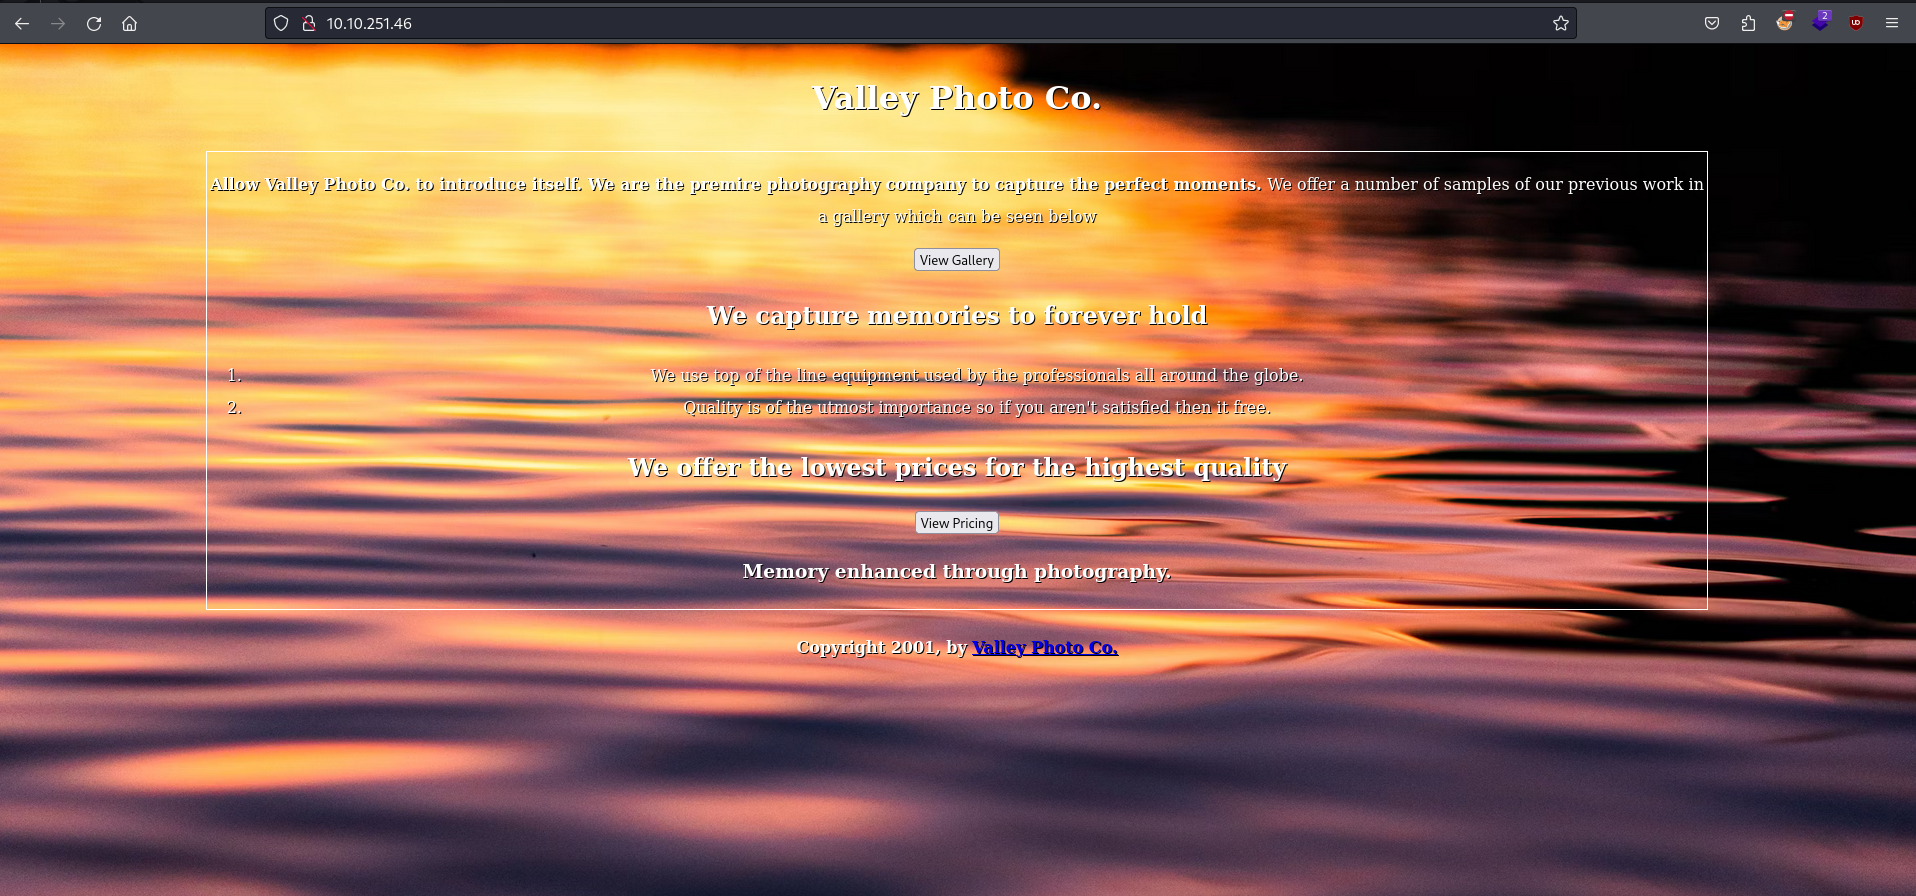 10.10.251.46
2
Valley Photo Co.
Allow Valley Photo Co. to introduce itself. We are the premire photography company to capture the perfect moments. We offer a number of samples of our previous work in
a gallery which can be seen below
View Gallery
We capture memories to forever hold
1. We use top of the line equipment used by the professionals all around the globe.
2. Quality is of the utmost importance so if you aren't satisfied then it free.
We offer the lowest prices for the highest quality
View Pricing
Memory enhanced through photography.
Copyright 2001, by Valley Photo Co.